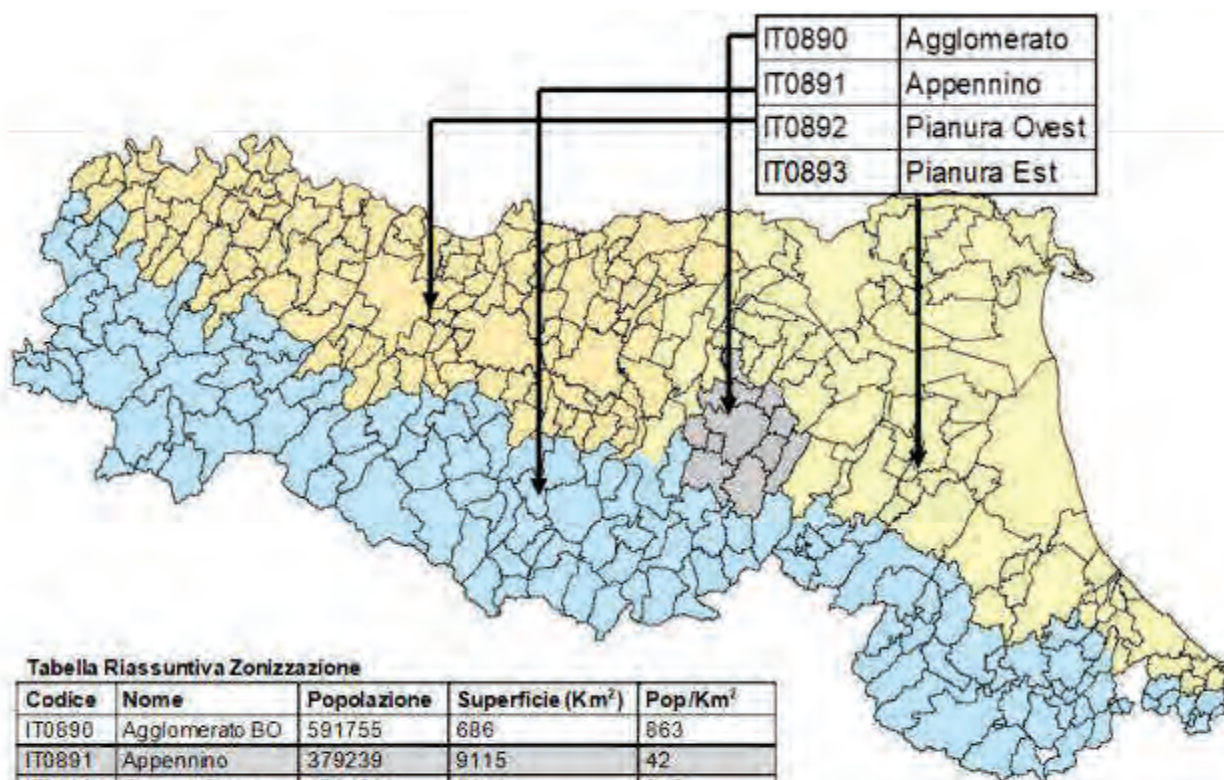 IT0890 Agglomerato
IT0891 Appennino
IT0892 Pianura Ovest
IT0893 Pianura Est
Tabella Riassuntiva Zonizzazione
Codice Nome Popolazione Superficie (Km²) Pop/Km²
IT0890 Agglomerato BO 591755 686 863
IT0891 Appennino 379239 9115 42